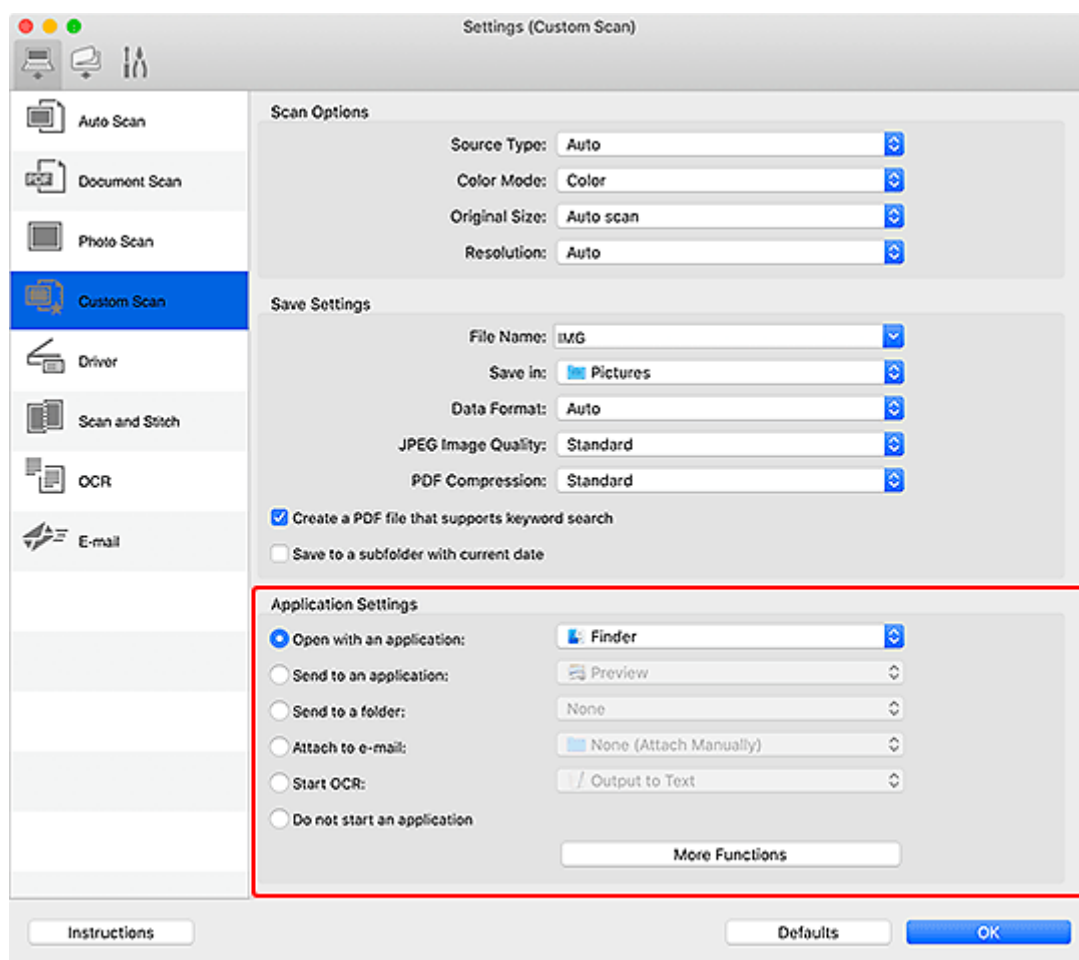 Settings (Custom Scan)
Auto Scan
Document Scan
Photo Scan
Custom Scan
Driver
Scan and Stitch
OCR
E-mail
Scan Options
Source Type: Auto
Color Mode: Color
Original Size: Auto scan
Resolution: Auto
Save Settings
File Name: IMG
Save in: Pictures
Data Format: Auto
JPEG Image Quality: Standard
PDF Compression: Standard
Create a PDF file that supports keyword search
Save to a subfolder with current date
Application Settings
Open with an application: Finder
Send to an application: Preview
Send to a folder: None
Attach to e-mail: None (Attach Manually)
Start OCR: Output to Text
Do not start an application
More Functions
Instructions Defaults OK